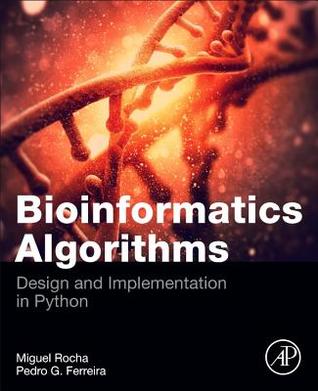 Bioinformatics
Algorithms
Design and Implementation
in Python
Miguel Rocha
Pedro G. Ferreira
AP